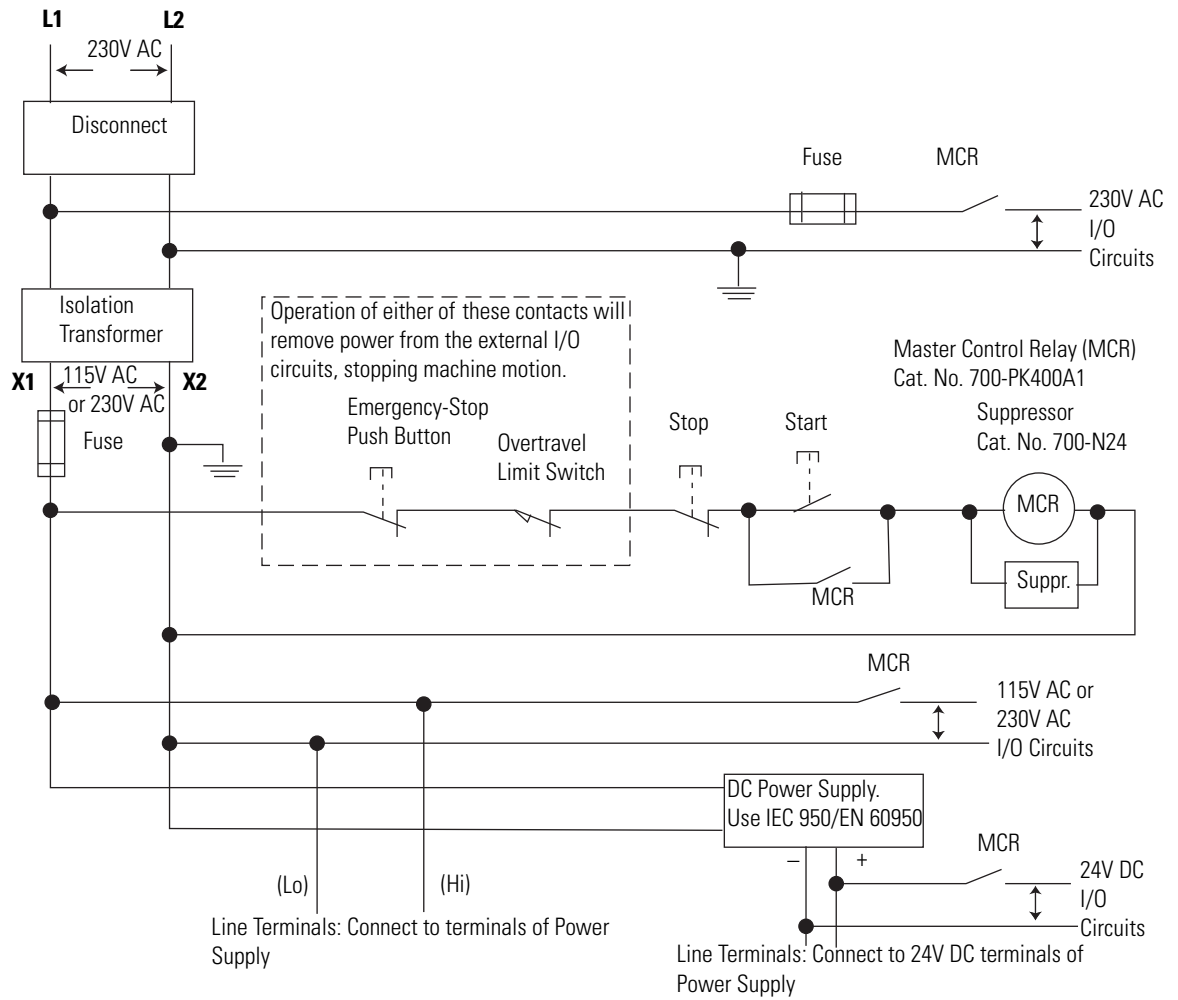 L1 L2
230V AC
Disconnect
Fuse MCR
230V AC
I/O
Circuits
Isolation
Transformer
X1 115V AC X2
or 230V AC
Fuse
Operation of either of these contacts will
remove power from the external I/O
circuits, stopping machine motion.
Emergency-Stop
Push Button
Overtravel
Limit Switch
Stop
Start
Master Control Relay (MCR)
Cat. No. 700-PK400A1
Suppressor
Cat. No. 700-N24
MCR
Suppr.
MCR
MCR
115V AC or
230V AC
I/O Circuits
DC Power Supply.
Use IEC 950/EN 60950
– +
MCR
24V DC
I/O
Circuits
(Lo) (Hi)
Line Terminals: Connect to terminals of Power
Supply
Line Terminals: Connect to 24V DC terminals of
Power Supply